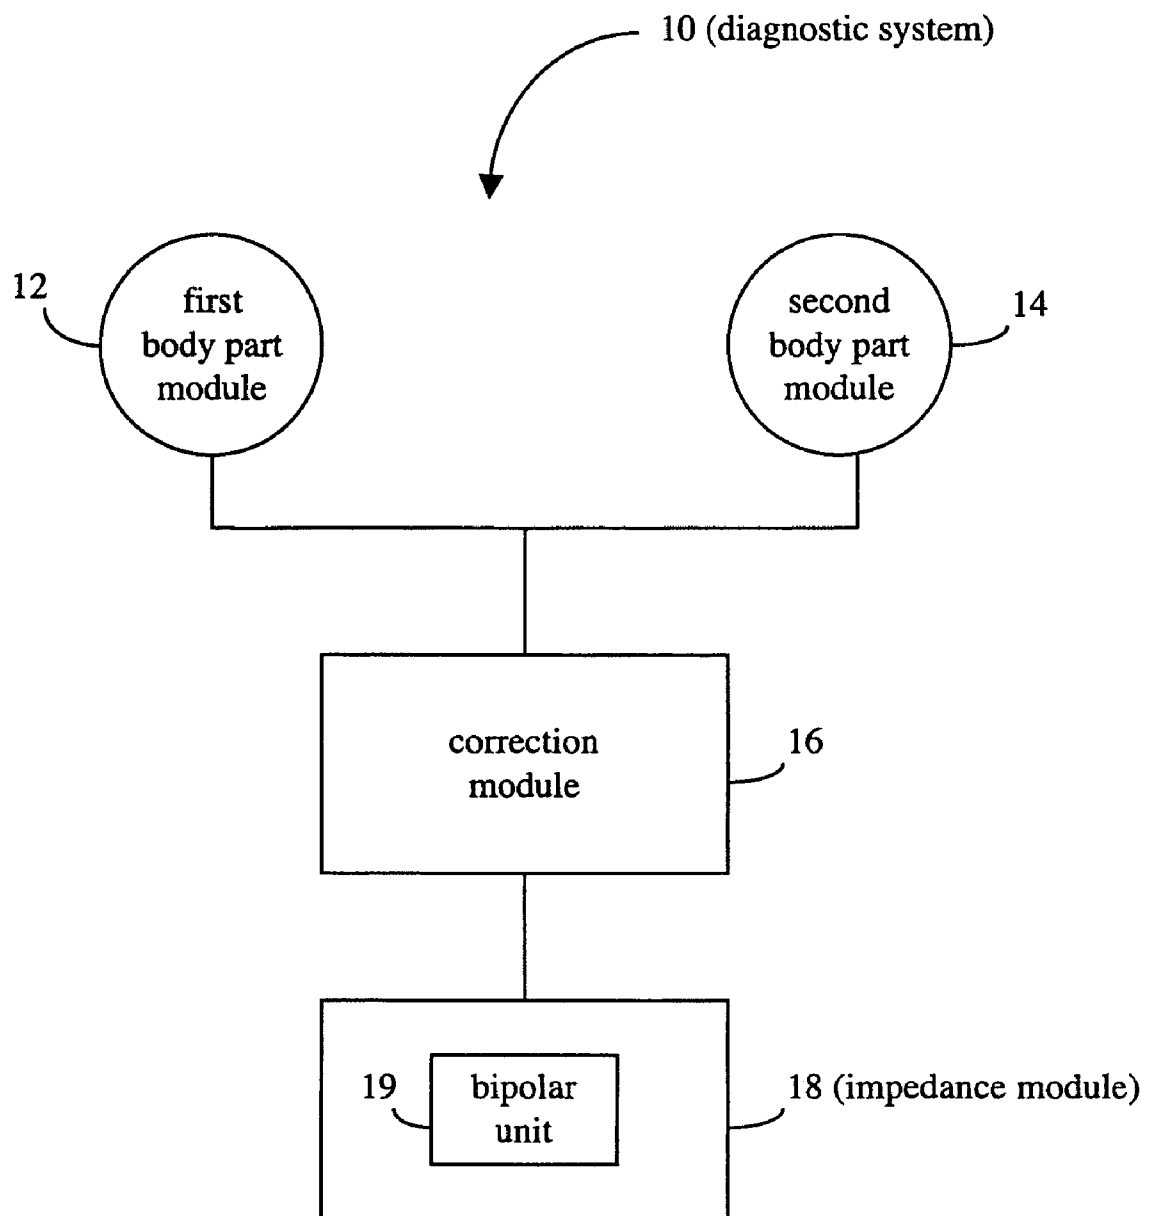 10 (diagnostic system)
12
first
body part
module
second
body part
module
14
correction
module
16
19
bipolar
unit
18 (impedance module)